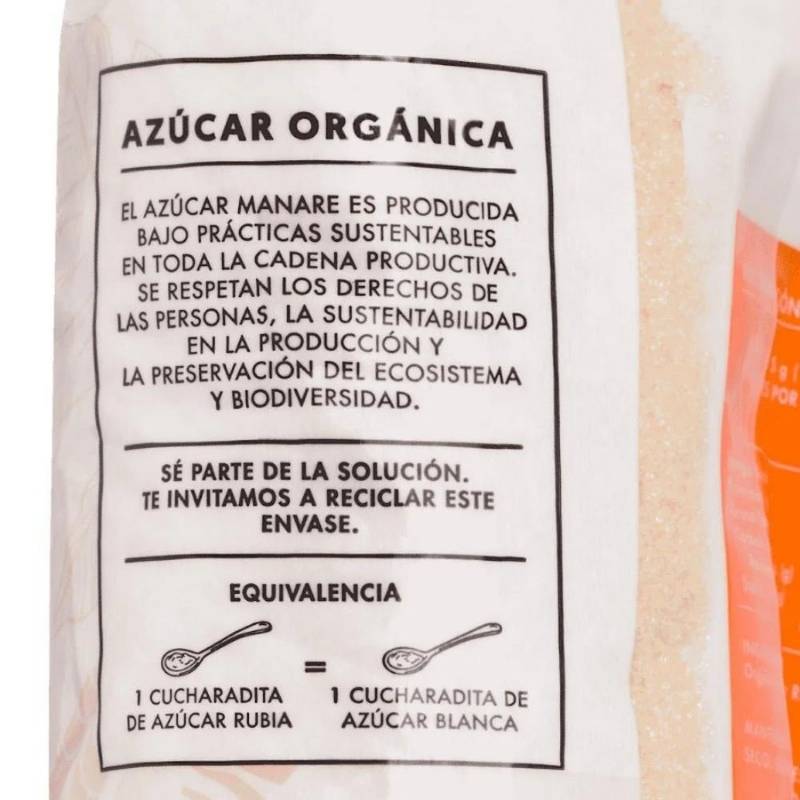 AZÚCAR ORGÁNICA
EL AZÚCAR MANARE ES PRODUCIDA
BAJO PRÁCTICAS SUSTENTABLES
EN TODA LA CADENA PRODUCTIVA.
SE RESPETAN LOS DERECHOS DE
LAS PERSONAS, LA SUSTENTABILIDAD
EN LA PRODUCCIÓN Y
LA PRESERVACIÓN DEL ECOSISTEMA
Y BIODIVERSIDAD.
SÉ PARTE DE LA SOLUCIÓN.
TE INVITAMOS A RECICLAR ESTE
ENVASE.
EQUIVALENCIA
=
1 CUCHARADITA
DE AZÚCAR RUBIA
1 CUCHARADITA DE
AZÚCAR BLANCA
POR